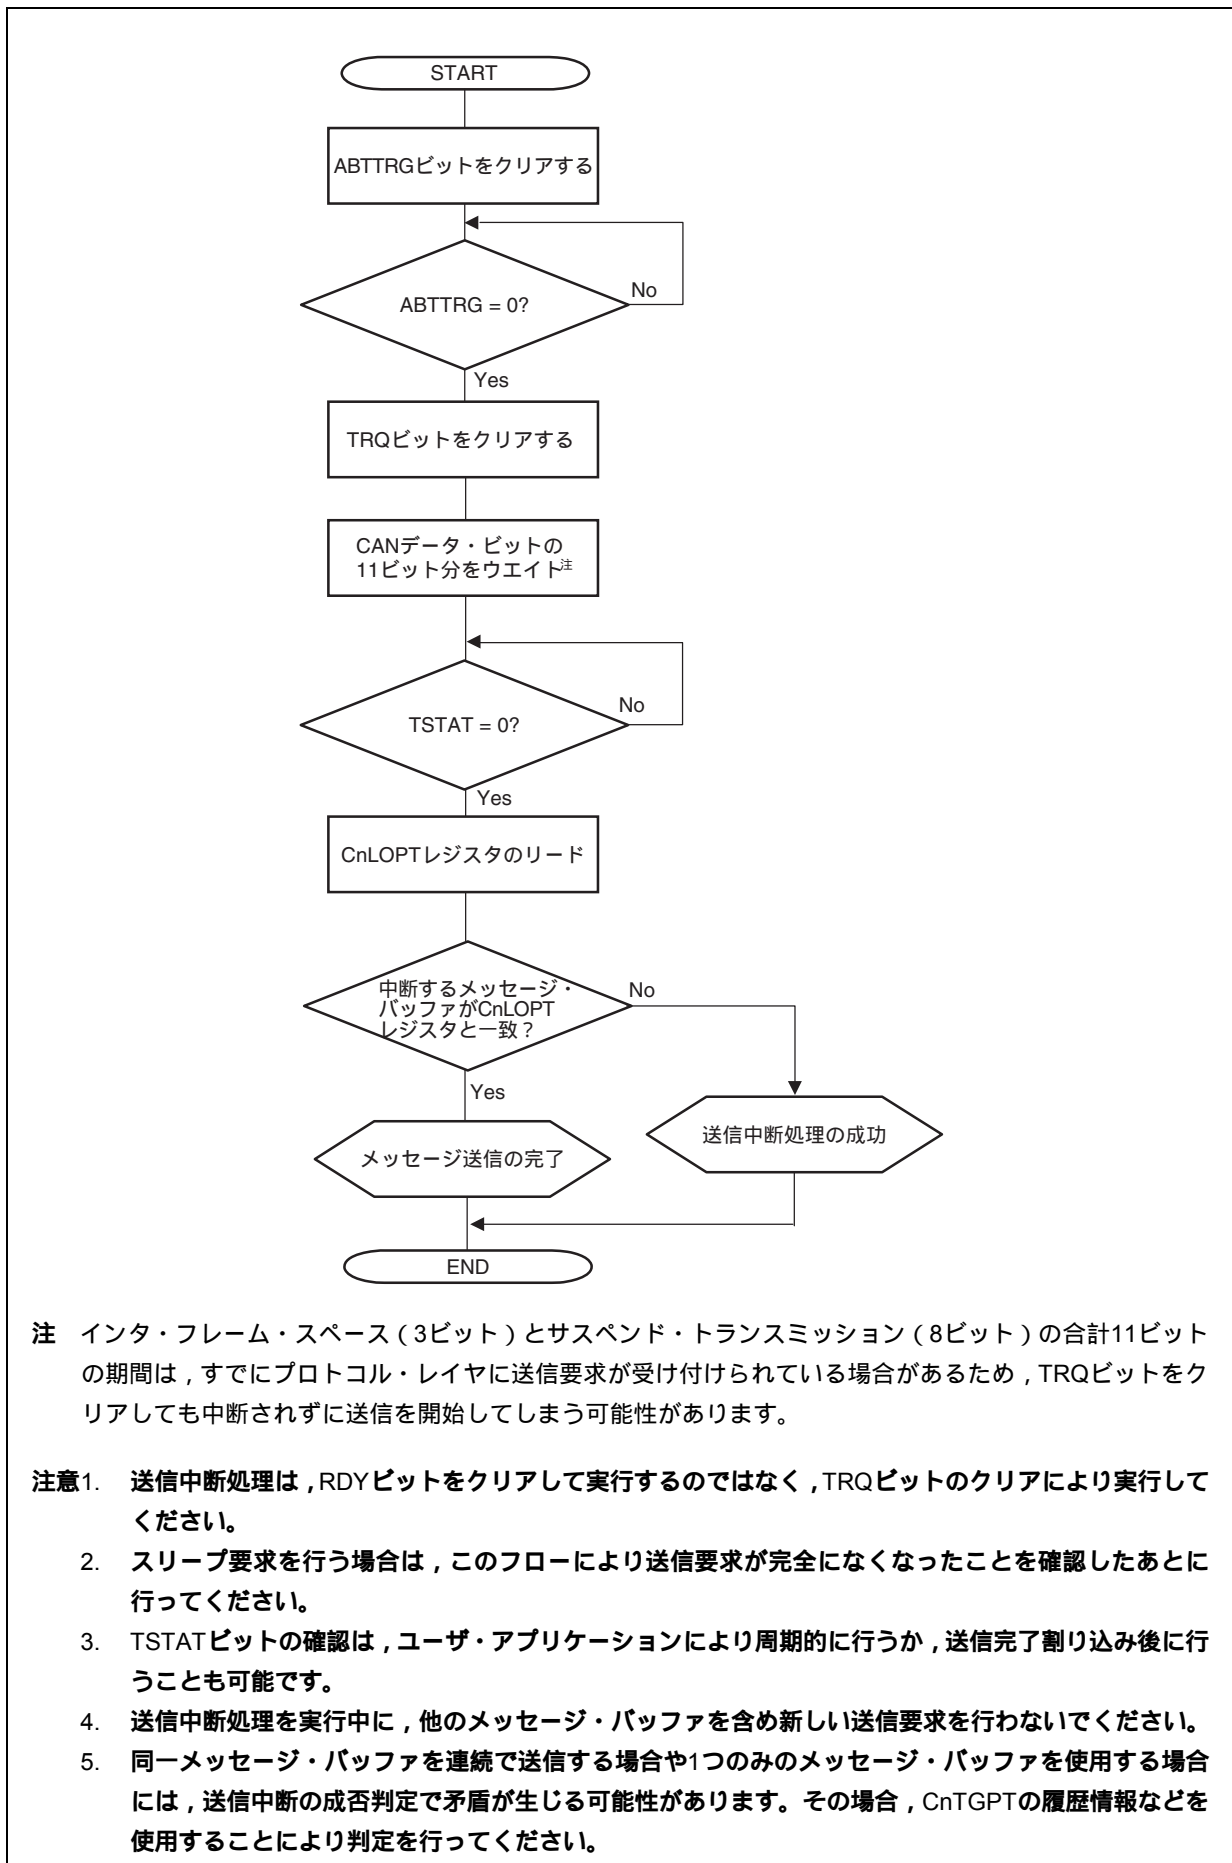 START
ABTTRGビットをクリアする
ABTTRG = 0?
No
Yes
TRQビットをクリアする
CANデータ・ビットの
11ビット分をウエイト注
TSTAT = 0?
No
Yes
CnLOPTレジスタのリード
中断するメッセージ・
バッファがCnLOPT
レジスタと一致？
No
Yes
送信中断処理の成功
メッセージ送信の完了
END
注 インタ・フレーム・スペース（3ビット）とサスペンド・トランスミッション（8ビット）の合計11ビット
の期間は，すでにプロトコル・レイヤに送信要求が受け付けられている場合があるため，TRQビットをク
リアしても中断されずに送信を開始してしまう可能性があります。
注意1. 送信中断処理は，RDYビットをクリアして実行するのではなく，TRQビットのクリアにより実行して
ください。
2. スリープ要求を行う場合は，このフローにより送信要求が完全になくなったことを確認したあとに
行ってください。
3. TSTATビットの確認は，ユーザ・アプリケーションにより周期的に行うか，送信完了割り込み後に行
うことも可能です。
4. 送信中断処理を実行中に，他のメッセージ・バッファを含め新しい送信要求を行わないでください。
5. 同一メッセージ・バッファを連続で送信する場合や1つのみのメッセージ・バッファを使用する場合
には，送信中断の成否判定で矛盾が生じる可能性があります。その場合，CnTGPTの履歴情報などを
使用することにより判定を行ってください。